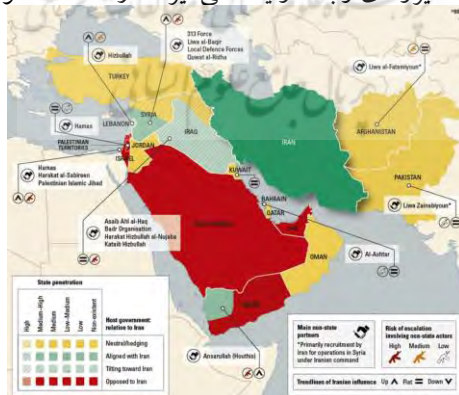 313 Force
Liwa al-Baqir
Local Defence Forces
Quwat al-Ridha
Hizbullah
Liwa al-Fatemiyoun*
TURKEY
SYRIA
LEBANON
Hamas
IRAQ
IRAN
AFGHANISTAN
PALESTINIAN
TERRITORIES
JORDAN
ISRAEL
KUWAIT
PAKISTAN
Hamas
Harakat al-Sabireen
Palestinian Islamic Jihad
BAHRAIN
QATAR
Liwa Zainabiyoun*
UAE
Asaib Ahl al-Haq
Badr Organisation
Harakat Hizbullah al-Nujaba
Kataib Hizbullah
OMAN
Al-Ashtar
State penetration
High
Medium–High
Medium
Low–Medium
Low
Non-existent
Host government:
relative to Iran
Neutral/hedging
Aligned with Iran
Tilting toward Iran
Opposed to Iran
Ansarullah (Houthis)
Main non-state
partners
*Primarily recruitment by
Iran for operations in Syria
under Iranian command
Risk of escalation
involving non-state actors
High Medium Low
Trendlines of Iranian influence Up Flat Down